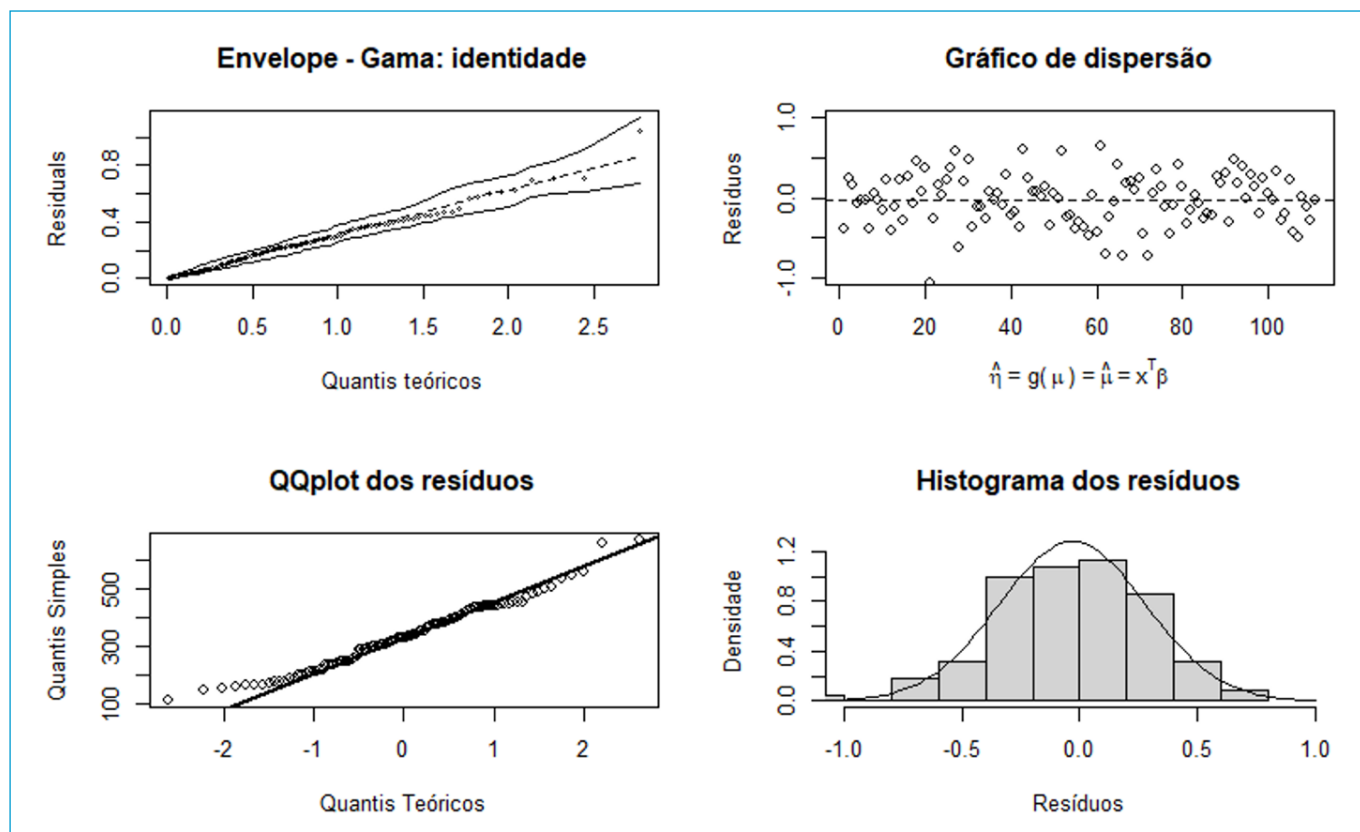 Envelope - Gama: identidade
Residuals
0.0 0.4 0.8
0.0 0.5 1.0 1.5 2.0 2.5
Quantis teóricos
Gráfico de dispersão
Resíduos
-1.0 0.0 1.0
0 20 40 60 80 100
η̂ = g( μ ) = μ̂ = xᵀβ
QQplot dos resíduos
Quantis Simples
100 300 500
-2 -1 0 1 2
Quantis Teóricos
Histograma dos resíduos
Densidade
0.0 0.4 0.8 1.2
-1.0 -0.5 0.0 0.5 1.0
Resíduos